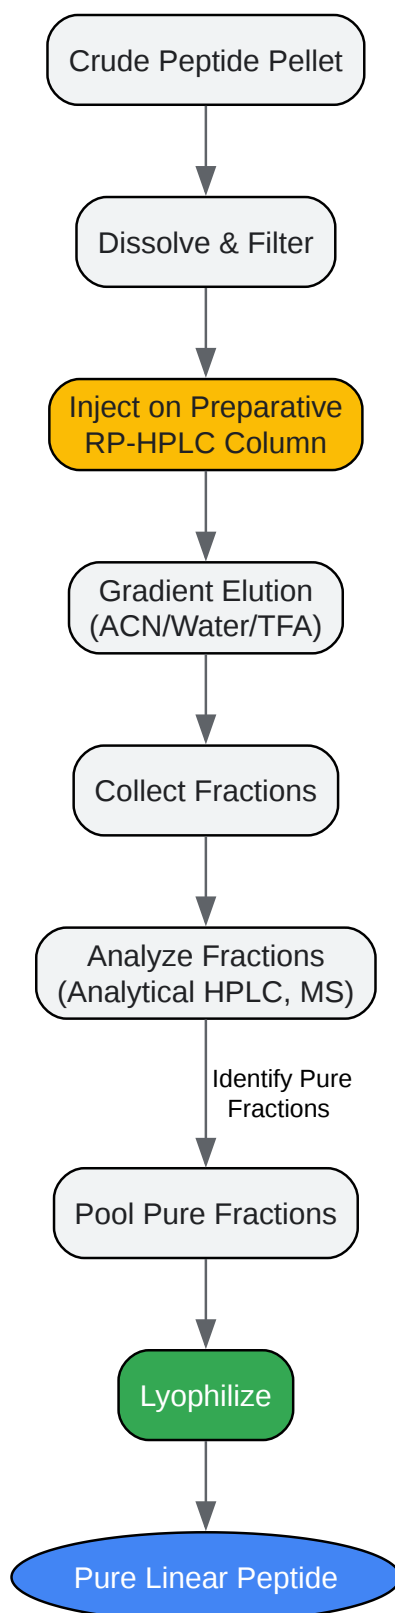 Crude Peptide Pellet
Dissolve & Filter
Inject on Preparative
RP-HPLC Column
Gradient Elution
(ACN/Water/TFA)
Collect Fractions
Analyze Fractions
(Analytical HPLC, MS)
Identify Pure
Fractions
Pool Pure Fractions
Lyophilize
Pure Linear Peptide